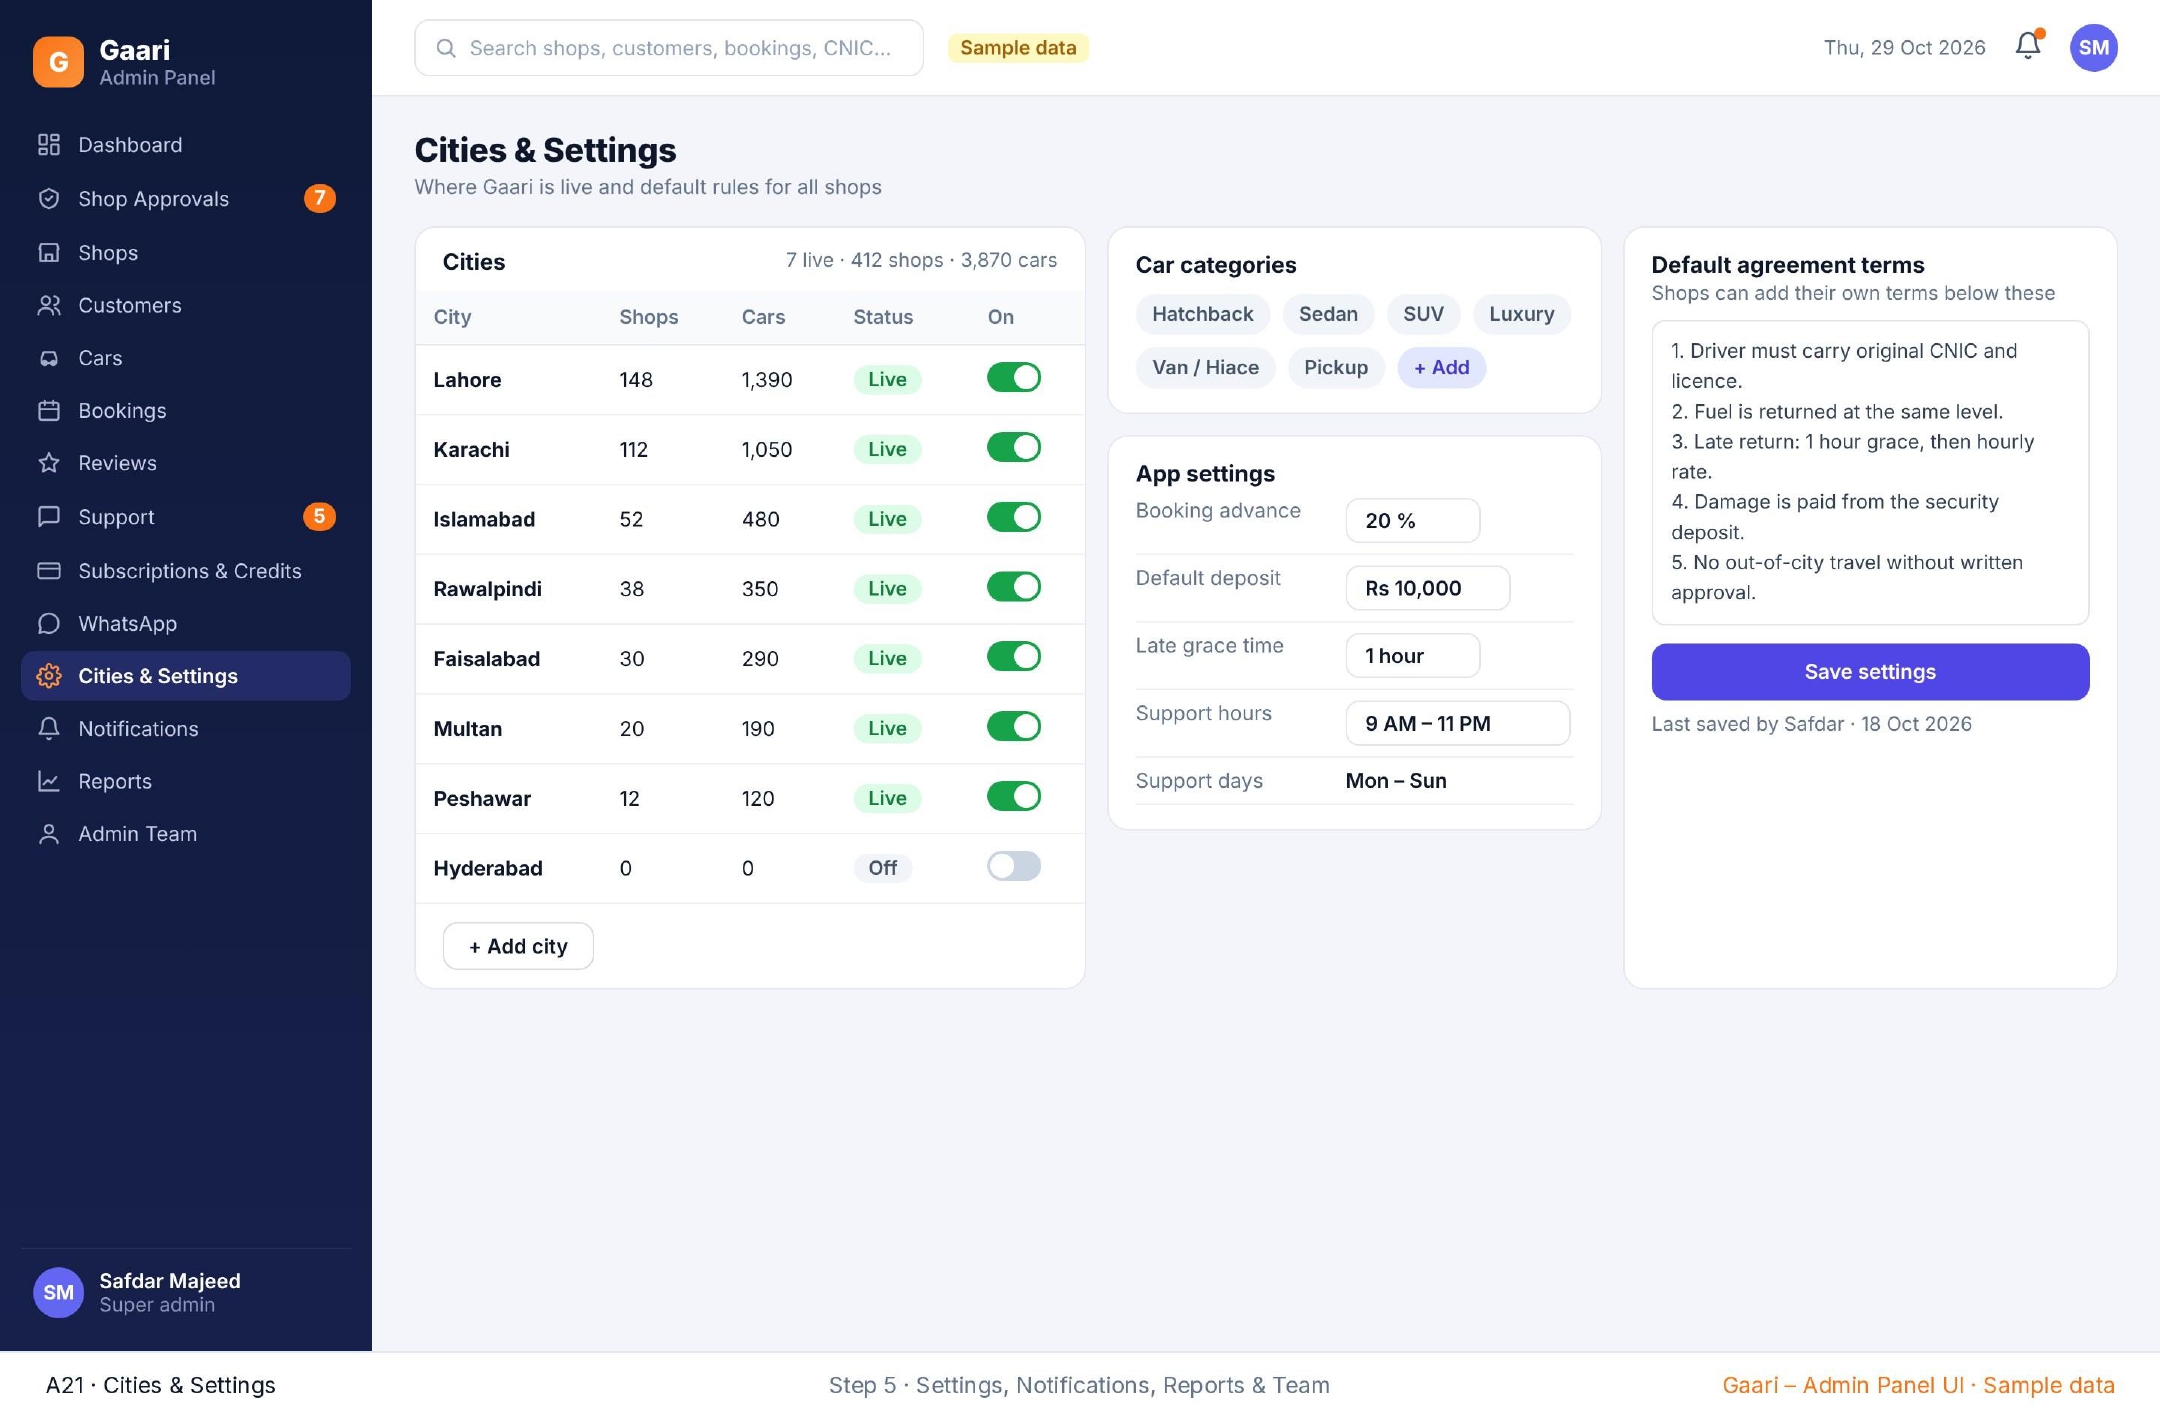 G
Gaari
Admin Panel
Dashboard
Shop Approvals 7
Shops
Customers
Cars
Bookings
Reviews
Support 5
Subscriptions & Credits
WhatsApp
Cities & Settings
Notifications
Reports
Admin Team
SM
Safdar Majeed
Super admin
Search shops, customers, bookings, CNIC...
Sample data
Thu, 29 Oct 2026
SM
Cities & Settings
Where Gaari is live and default rules for all shops
Cities 7 live · 412 shops · 3,870 cars
City Shops Cars Status On
Lahore 148 1,390 Live
Karachi 112 1,050 Live
Islamabad 52 480 Live
Rawalpindi 38 350 Live
Faisalabad 30 290 Live
Multan 20 190 Live
Peshawar 12 120 Live
Hyderabad 0 0 Off
+ Add city
Car categories
Hatchback Sedan SUV Luxury
Van / Hiace Pickup + Add
App settings
Booking advance 20 %
Default deposit Rs 10,000
Late grace time 1 hour
Support hours 9 AM – 11 PM
Support days Mon – Sun
Default agreement terms
Shops can add their own terms below these
1. Driver must carry original CNIC and
licence.
2. Fuel is returned at the same level.
3. Late return: 1 hour grace, then hourly
rate.
4. Damage is paid from the security
deposit.
5. No out-of-city travel without written
approval.
Save settings
Last saved by Safdar · 18 Oct 2026
A21 · Cities & Settings
Step 5 · Settings, Notifications, Reports & Team
Gaari – Admin Panel UI · Sample data